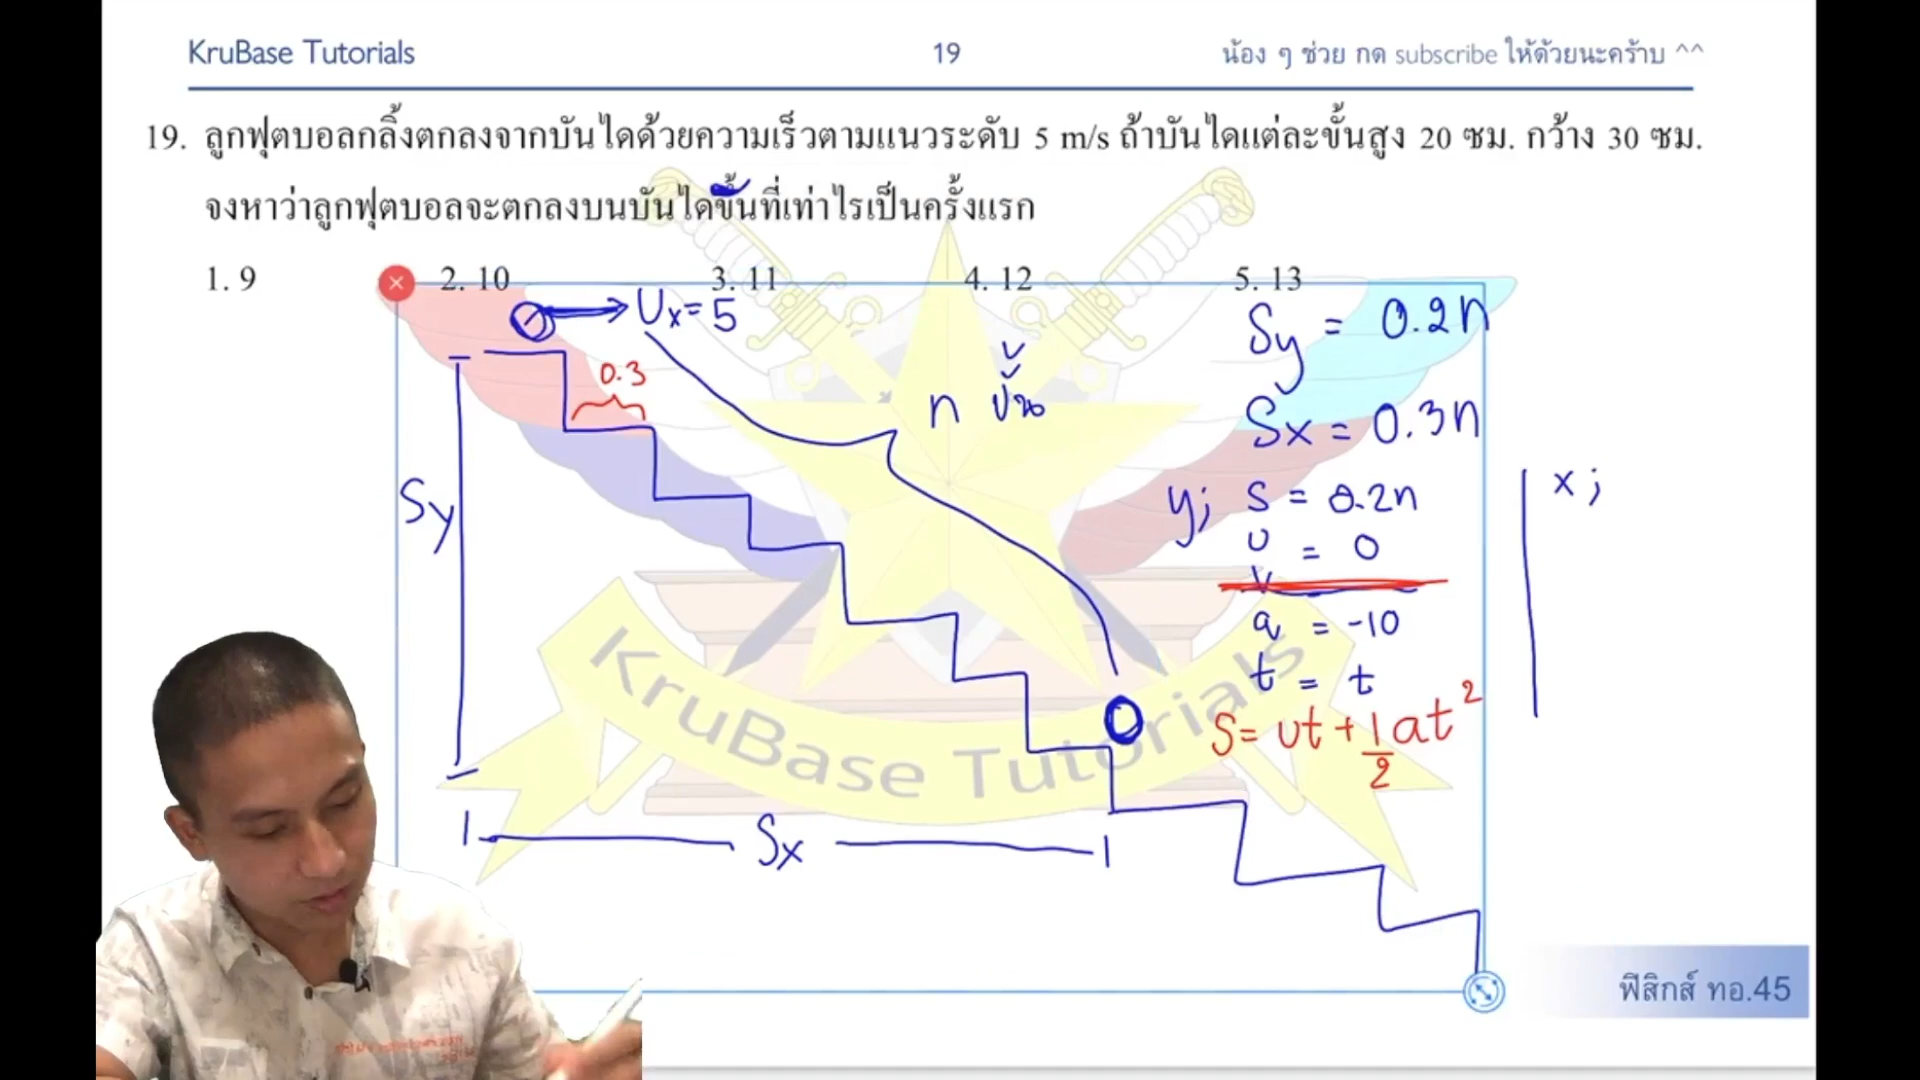 KruBase Tutorials
19
น้อง ๆ ช่วย กด subscribe ให้ด้วยนะคร้าบ ^^
19. ลูกฟุตบอลกลิ้งตกลงจากบันไดด้วยความเร็วตามแนวระดับ 5 m/s ถ้าบันไดแต่ละขั้นสูง 20 ซม. กว้าง 30 ซม.
จงหาว่าลูกฟุตบอลจะตกลงบนบันไดขั้นที่เท่าไรเป็นครั้งแรก
1. 9 2. 10 3. 11 4. 12 5. 13
Ux = 5
0.3
n ขั้น
Sy
Sx
Sy = 0.2n
Sx = 0.3n
y; S = 0.2n
u = 0
v
a = -10
t = t
S = ut + 1/2 at²
x ;
KruBase Tutorials
ฟิสิกส์ ทอ.45